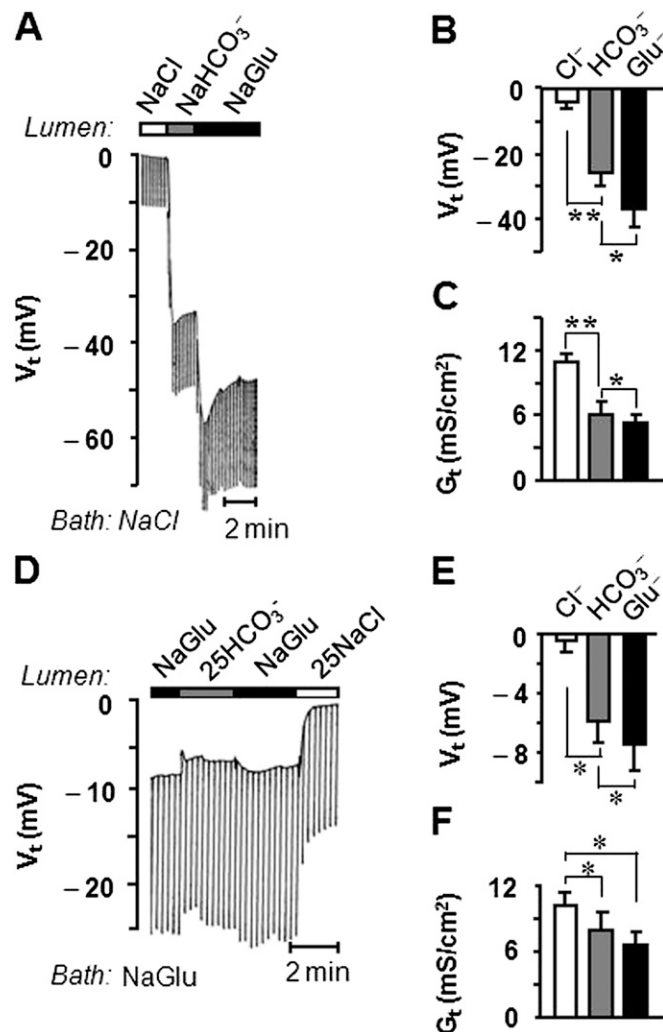 A
NaCl
NaHCO₃⁻
NaGlu
Lumen:
0
– 20
– 40
– 60
Vt (mV)
Bath: NaCl
2 min
B
Cl⁻
HCO₃⁻
Glu⁻
0
– 20
– 40
Vt (mV)
**
*
C
**
*
12
6
0
Gt (mS/cm²)
D
NaGlu
25HCO₃⁻
NaGlu
25NaCl
Lumen:
0
– 10
– 20
Vt (mV)
2 min
Bath: NaGlu
E
Cl⁻
HCO₃⁻
Glu⁻
0
– 4
– 8
Vt (mV)
*
*
F
*
*
12
6
0
Gt (mS/cm²)